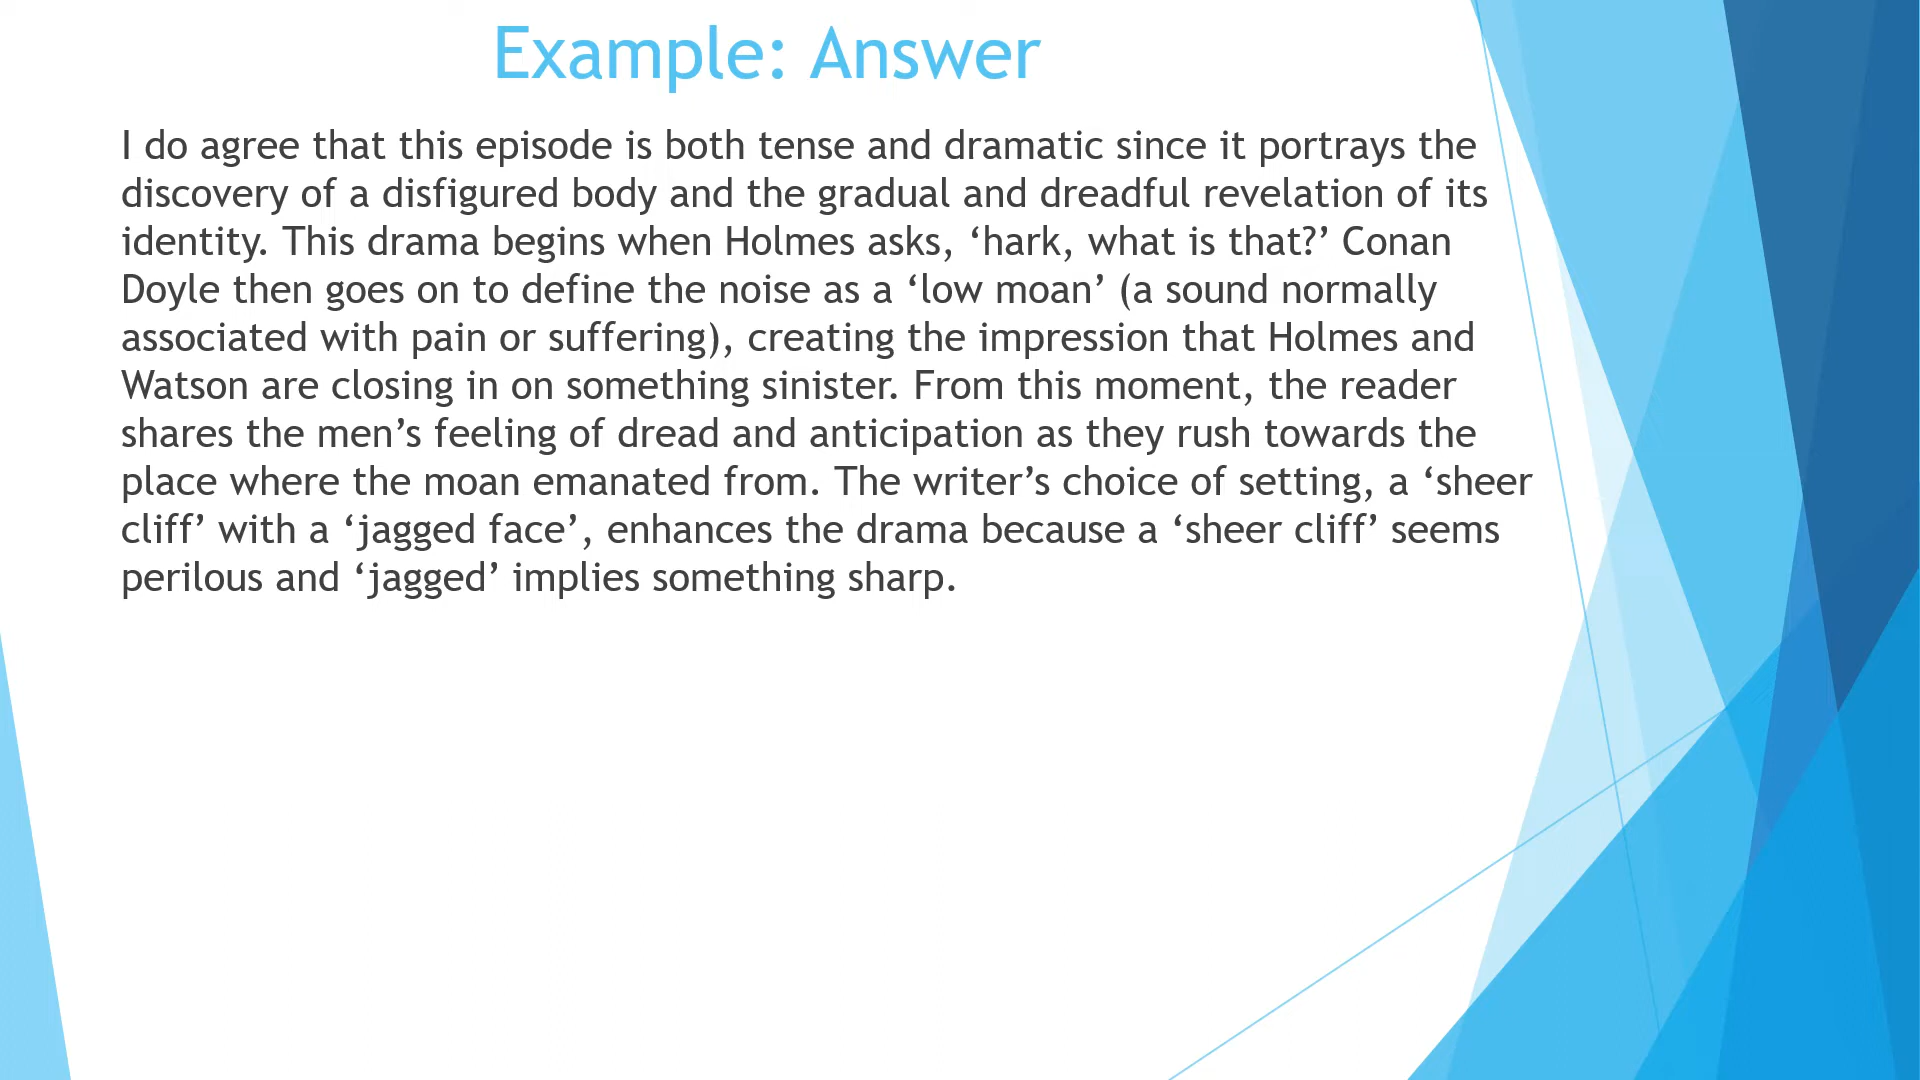 Example: Answer
I do agree that this episode is both tense and dramatic since it portrays the
discovery of a disfigured body and the gradual and dreadful revelation of its
identity. This drama begins when Holmes asks, ‘hark, what is that?’ Conan
Doyle then goes on to define the noise as a ‘low moan’ (a sound normally
associated with pain or suffering), creating the impression that Holmes and
Watson are closing in on something sinister. From this moment, the reader
shares the men’s feeling of dread and anticipation as they rush towards the
place where the moan emanated from. The writer’s choice of setting, a ‘sheer
cliff’ with a ‘jagged face’, enhances the drama because a ‘sheer cliff’ seems
perilous and ‘jagged’ implies something sharp.